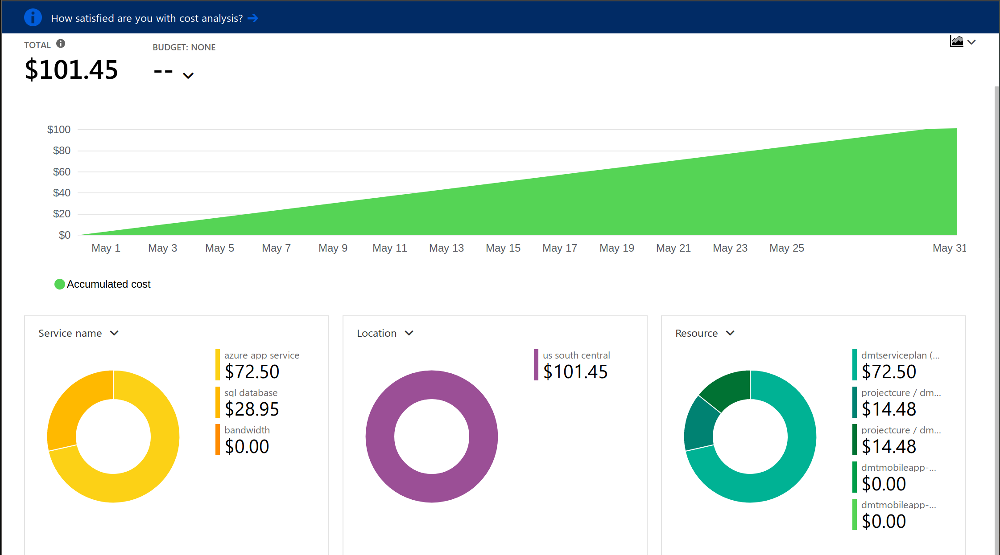 How satisfied are you with cost analysis?
TOTAL
BUDGET: NONE
$101.45
--
$100
$80
$60
$40
$20
$0
May 1 May 3 May 5 May 7 May 9 May 11 May 13 May 15 May 17 May 19 May 21 May 23 May 25 May 31
Accumulated cost
Service name
azure app service
$72.50
sql database
$28.95
bandwidth
$0.00
Location
us south central
$101.45
Resource
dmtserviceplan (...
$72.50
projectcure / dm...
$14.48
projectcure / dm...
$14.48
dmtmobileapp-...
$0.00
dmtmobileapp-...
$0.00